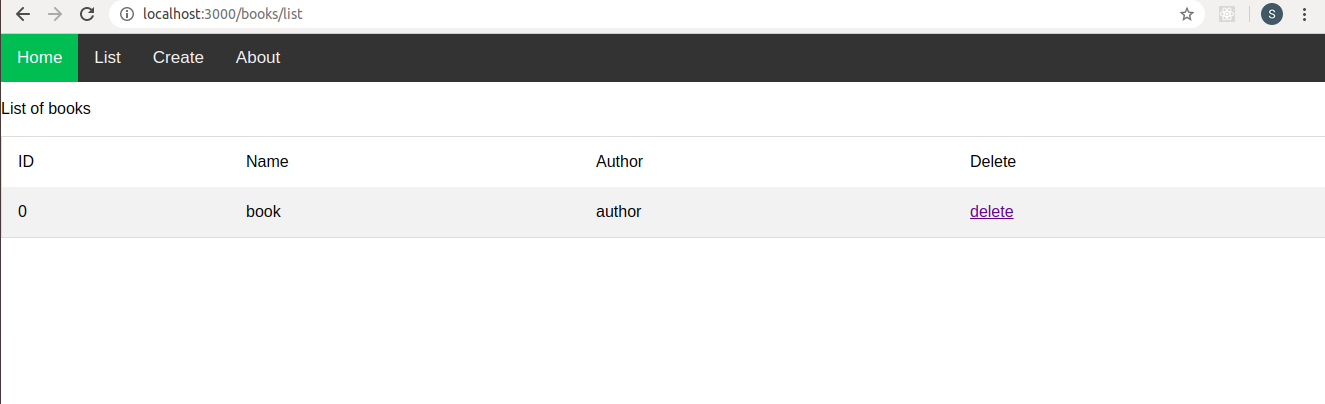 localhost:3000/books/list
S
Home List Create About
List of books
ID Name Author Delete
0 book author delete